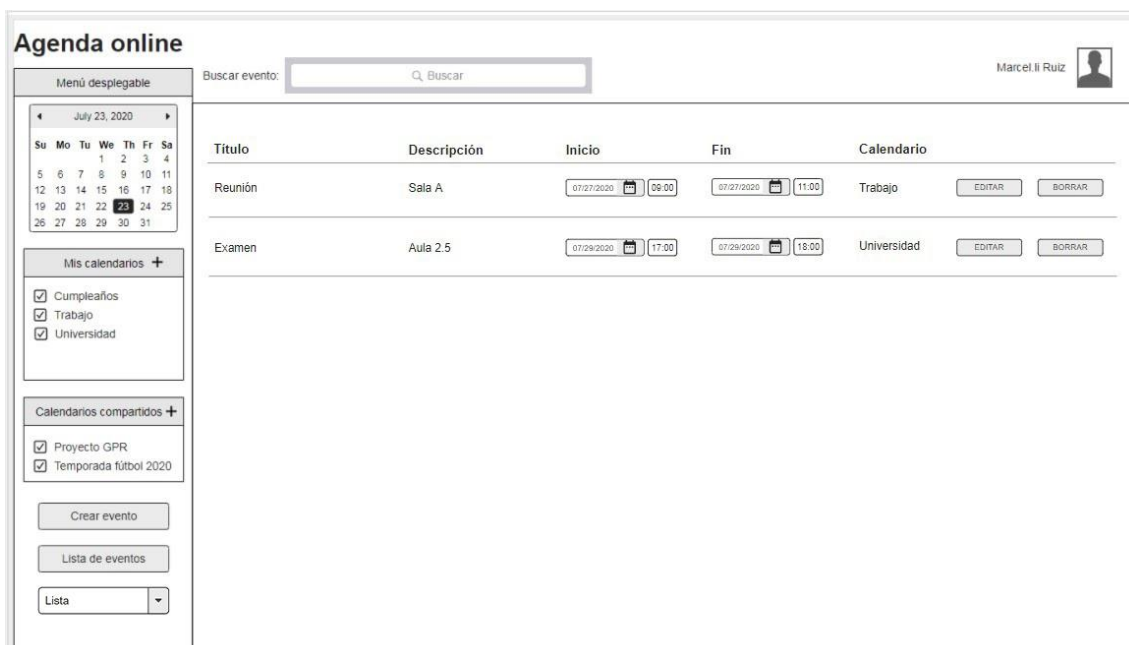 Agenda online
Menú desplegable
Buscar evento:
Buscar
Marcel.li Ruiz
July 23, 2020
Su Mo Tu We Th Fr Sa
1 2 3 4
5 6 7 8 9 10 11
12 13 14 15 16 17 18
19 20 21 22 23 24 25
26 27 28 29 30 31
Mis calendarios +
Cumpleaños
Trabajo
Universidad
Calendarios compartidos +
Proyecto GPR
Temporada fútbol 2020
Crear evento
Lista de eventos
Lista
Título Descripción Inicio Fin Calendario
Reunión Sala A 07/27/2020 09:00 07/27/2020 11:00 Trabajo EDITAR BORRAR
Examen Aula 2.5 07/29/2020 17:00 07/29/2020 18:00 Universidad EDITAR BORRAR